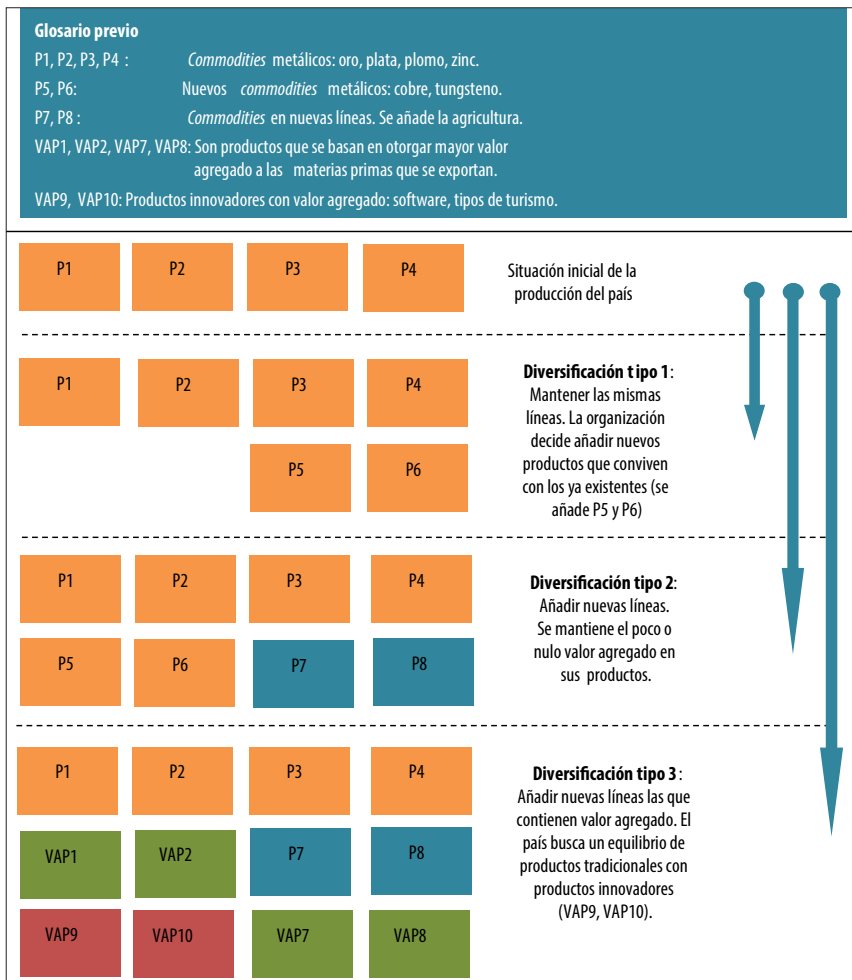 Glosario previo
P1, P2, P3, P4 : Commodities metálicos: oro, plata, plomo, zinc.
P5, P6: Nuevos commodities metálicos: cobre, tungsteno.
P7, P8 : Commodities en nuevas líneas. Se añade la agricultura.
VAP1, VAP2, VAP7, VAP8: Son productos que se basan en otorgar mayor valor
agregado a las materias primas que se exportan.
VAP9, VAP10: Productos innovadores con valor agregado: software, tipos de turismo.
P1 P2 P3 P4
Situación inicial de la
producción del país
P1 P2 P3 P4
P5 P6
Diversificación tipo 1:
Mantener las mismas
líneas. La organización
decide añadir nuevos
productos que conviven
con los ya existentes (se
añade P5 y P6)
P1 P2 P3 P4
P5 P6 P7 P8
Diversificación tipo 2:
Añadir nuevas líneas.
Se mantiene el poco o
nulo valor agregado en
sus productos.
P1 P2 P3 P4
VAP1 VAP2 P7 P8
VAP9 VAP10 VAP7 VAP8
Diversificación tipo 3 :
Añadir nuevas líneas las que
contienen valor agregado. El
país busca un equilibrio de
productos tradicionales con
productos innovadores
(VAP9, VAP10).